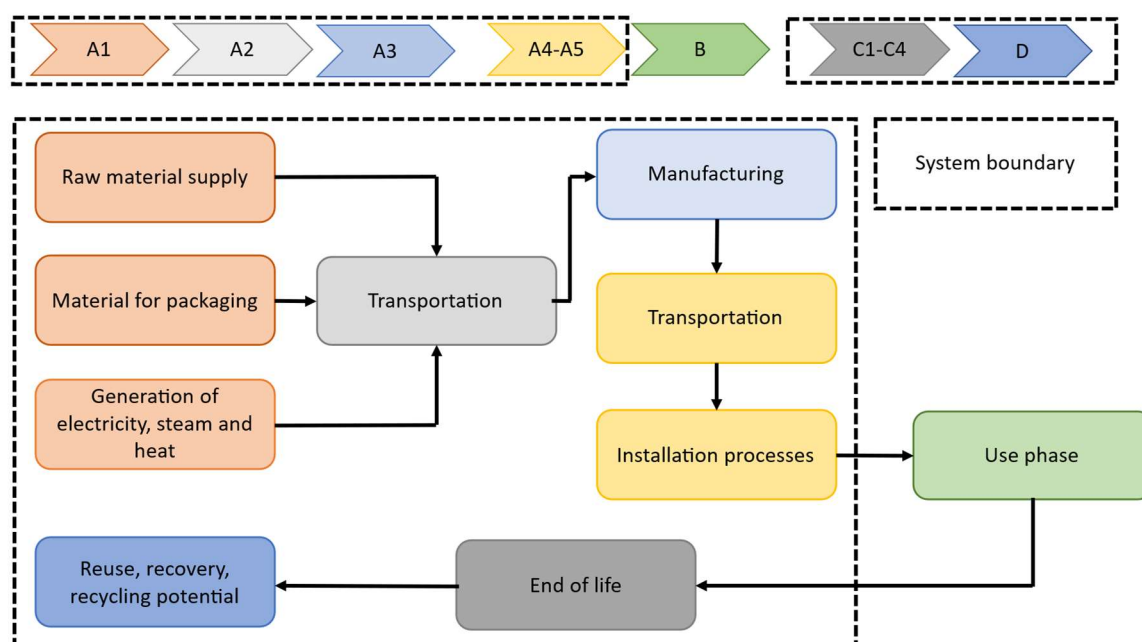 A1
A2
A3
A4-A5
B
C1-C4
D
Raw material supply
Manufacturing
System boundary
Material for packaging
Transportation
Transportation
Generation of
electricity, steam and
heat
Installation processes
Use phase
Reuse, recovery,
recycling potential
End of life